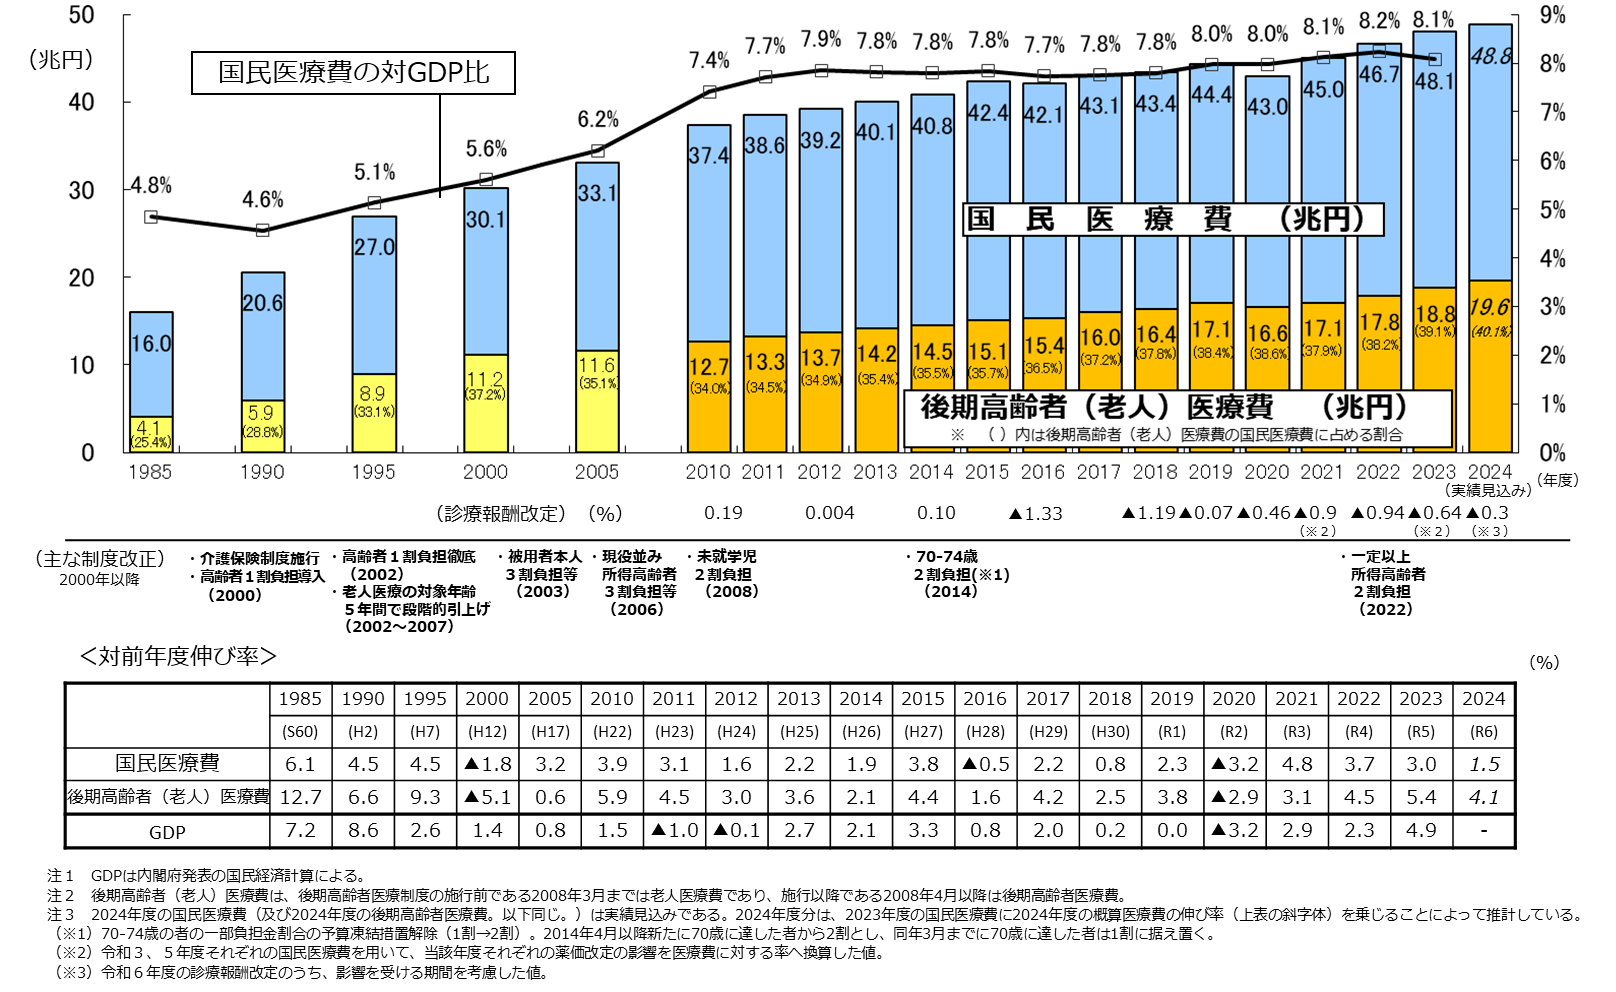 50
40
30
20
10
0
（兆円）
9%
8%
7%
6%
5%
4%
3%
2%
1%
0%
国民医療費の対GDP比
4.8% 4.6% 5.1% 5.6% 6.2% 7.4% 7.7% 7.9% 7.8% 7.8% 7.8% 7.7% 7.8% 7.8% 8.0% 8.0% 8.1% 8.2% 8.1%
16.0 20.6 27.0 30.1 33.1 37.4 38.6 39.2 40.1 40.8 42.4 42.1 43.1 43.4 44.4 43.0 45.0 46.7 48.1 48.8
国 民 医 療 費 （兆円）
4.1 5.9 8.9 11.2 11.6 12.7 13.3 13.7 14.2 14.5 15.1 15.4 16.0 16.4 17.1 16.6 17.1 17.8 18.8 19.6
(25.4%) (28.8%) (33.1%) (37.2%) (35.1%) (34.0%) (34.5%) (34.9%) (35.4%) (35.5%) (35.7%) (36.5%) (37.2%) (37.8%) (38.4%) (38.6%) (37.9%) (38.2%) (39.1%) (40.1%)
後期高齢者（老人）医療費 （兆円）
※ （ ）内は後期高齢者（老人）医療費の国民医療費に占める割合
1985 1990 1995 2000 2005 2010 2011 2012 2013 2014 2015 2016 2017 2018 2019 2020 2021 2022 2023 2024 （年度）
（実績見込み）
（診療報酬改定）（%） 0.19 0.004 0.10 ▲1.33 ▲1.19 ▲0.07 ▲0.46 ▲0.9 ▲0.94 ▲0.64 ▲0.3
（※２） （※２） （※３）
（主な制度改正）
2000年以降
・介護保険制度施行
・高齢者１割負担導入
（2000）
・高齢者１割負担徹底
（2002）
・老人医療の対象年齢
５年間で段階的引上げ
（2002～2007）
・被用者本人
３割負担等
（2003）
・現役並み
所得高齢者
３割負担等
（2006）
・未就学児
２割負担
（2008）
・70-74歳
２割負担(※1)
（2014）
・一定以上
所得高齢者
２割負担
（2022）
＜対前年度伸び率＞
（%）
1985 1990 1995 2000 2005 2010 2011 2012 2013 2014 2015 2016 2017 2018 2019 2020 2021 2022 2023 2024
(S60) (H2) (H7) (H12) (H17) (H22) (H23) (H24) (H25) (H26) (H27) (H28) (H29) (H30) (R1) (R2) (R3) (R4) (R5) (R6)
国民医療費 6.1 4.5 4.5 ▲1.8 3.2 3.9 3.1 1.6 2.2 1.9 3.8 ▲0.5 2.2 0.8 2.3 ▲3.2 4.8 3.7 3.0 1.5
後期高齢者（老人）医療費 12.7 6.6 9.3 ▲5.1 0.6 5.9 4.5 3.0 3.6 2.1 4.4 1.6 4.2 2.5 3.8 ▲2.9 3.1 4.5 5.4 4.1
GDP 7.2 8.6 2.6 1.4 0.8 1.5 ▲1.0 ▲0.1 2.7 2.1 3.3 0.8 2.0 0.2 0.0 ▲3.2 2.9 2.3 4.9 -
注１ GDPは内閣府発表の国民経済計算による。
注２ 後期高齢者（老人）医療費は、後期高齢者医療制度の施行前である2008年3月までは老人医療費であり、施行以降である2008年4月以降は後期高齢者医療費。
注３ 2024年度の国民医療費（及び2024年度の後期高齢者医療費。以下同じ。）は実績見込みである。2024年度分は、2023年度の国民医療費に2024年度の概算医療費の伸び率（上表の斜字体）を乗じることによって推計している。
（※1）70-74歳の者の一部負担金割合の予算凍結措置解除（1割→2割）。2014年4月以降新たに70歳に達した者から2割とし、同年3月までに70歳に達した者は1割に据え置く。
（※２）令和３、５年度それぞれの国民医療費を用いて、当該年度それぞれの薬価改定の影響を医療費に対する率へ換算した値。
（※３）令和６年度の診療報酬改定のうち、影響を受ける期間を考慮した値。